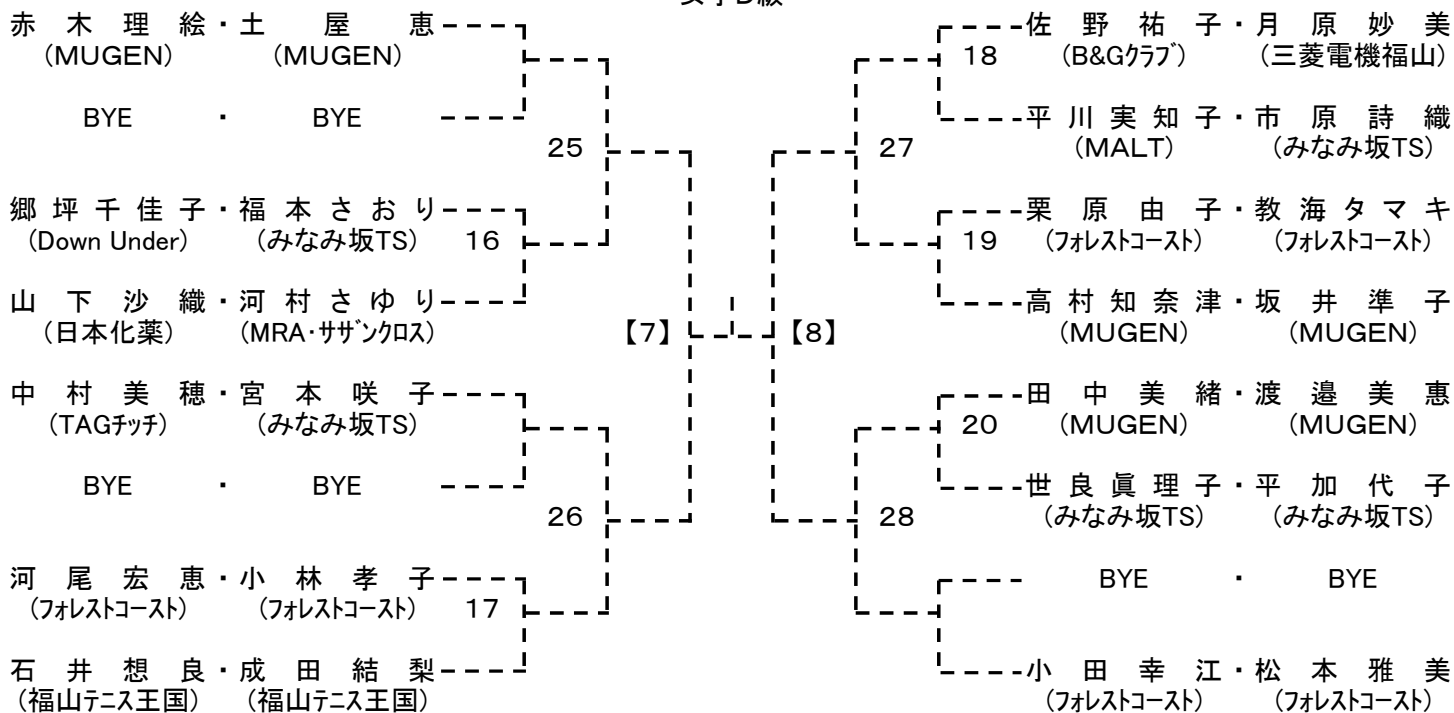 赤木理絵・土屋恵
(MUGEN) (MUGEN)
BYE ・ BYE
25
郷坪千佳子・福本さおり
(Down Under) (みなみ坂TS) 16
山下沙織・河村さゆり
(日本化薬) (MRA・サザンクロス)
【7】
中村美穂・宮本咲子
(TAGチッチ) (みなみ坂TS)
BYE ・ BYE
26
河尾宏恵・小林孝子
(フォレストコースト) (フォレストコースト) 17
石井想良・成田結梨
(福山テニス王国) (福山テニス王国)
佐野祐子・月原妙美
18 (B&Gクラブ) (三菱電機福山)
平川実知子・市原詩織
27 (MALT) (みなみ坂TS)
栗原由子・教海タマキ
19 (フォレストコースト) (フォレストコースト)
高村知奈津・坂井準子
【8】 (MUGEN) (MUGEN)
田中美緒・渡邉美惠
20 (MUGEN) (MUGEN)
世良眞理子・平加代子
28 (みなみ坂TS) (みなみ坂TS)
BYE ・ BYE
小田幸江・松本雅美
(フォレストコースト) (フォレストコースト)